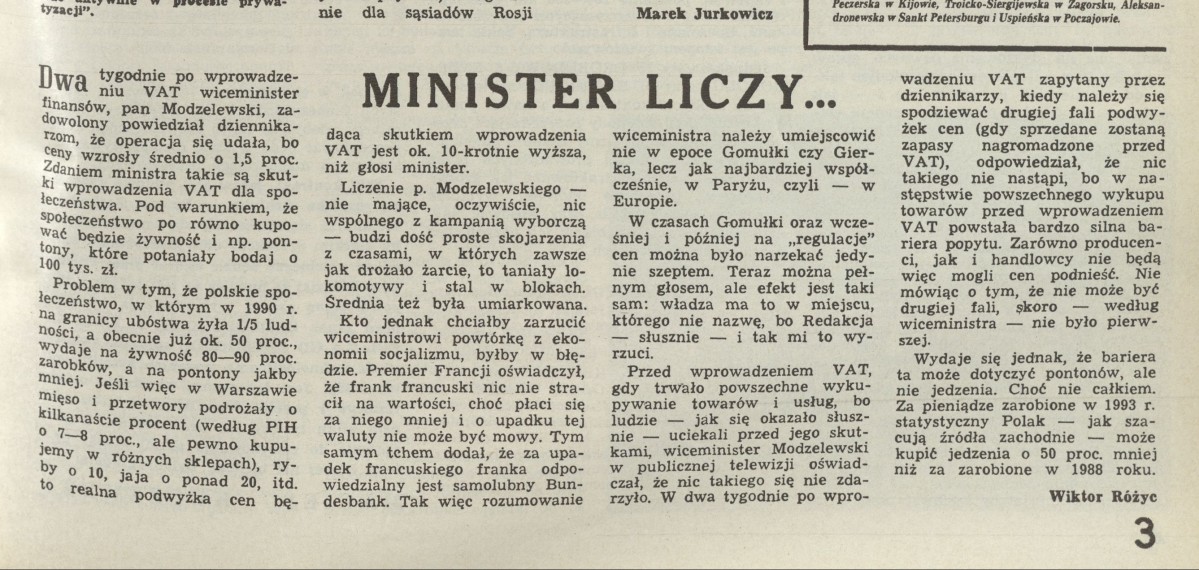 tyzacji”.
nie dla sąsiadów Rosji
Marek Jurkowicz
Peczerska w Kijowie, Troicko-Siergijewska w Zagorsku, Aleksan-
dronewska w Sankt Petersburgu i Uspieńska w Poczajowie.
MINISTER LICZY...
Dwa tygodnie po wprowadze-
niu VAT wiceminister
finansów, pan Modzelewski, za-
dowolony powiedział dziennika-
rzom, że operacja się udała, bo
ceny wzrosły średnio o 1,5 proc.
Zdaniem ministra takie są skut-
ki wprowadzenia VAT dla spo-
łeczeństwa. Pod warunkiem, że
społeczeństwo po równo kupo-
wać będzie żywność i np. pon-
tony, które potaniały bodaj o
100 tys. zł.
Problem w tym, że polskie spo-
łeczeństwo, w którym w 1990 r.
na granicy ubóstwa żyła 1/5 lud-
ności, a obecnie już ok. 50 proc.,
wydaje na żywność 80—90 proc.
zarobków, a na pontony jakby
mniej. Jeśli więc w Warszawie
mięso i przetwory podrożały o
kilkanaście procent (według PIH
o 7—8 proc., ale pewno kupu-
jemy w różnych sklepach), ry-
by o 10, jaja o ponad 20, itd.
to realna podwyżka cen bę-
dąca skutkiem wprowadzenia
VAT jest ok. 10-krotnie wyższa,
niż głosi minister.
Liczenie p. Modzelewskiego —
nie mające, oczywiście, nic
wspólnego z kampanią wyborczą
— budzi dość proste skojarzenia
z czasami, w których zawsze
jak drożało żarcie, to taniały lo-
komotywy i stal w blokach.
Średnia też była umiarkowana.
Kto jednak chciałby zarzucić
wiceministrowi powtórkę z eko-
nomii socjalizmu, byłby w błę-
dzie. Premier Francji oświadczył,
że frank francuski nic nie stra-
cił na wartości, choć płaci się
za niego mniej i o upadku tej
waluty nie może być mowy. Tym
samym tchem dodał, że za upa-
dek francuskiego franka odpo-
wiedzialny jest samolubny Bun-
desbank. Tak więc rozumowanie
wiceministra należy umiejscowić
nie w epoce Gomułki czy Gier-
ka, lecz jak najbardziej współ-
cześnie, w Paryżu, czyli — w
Europie.
W czasach Gomułki oraz wcze-
śniej i później na „regulacje”
cen można było narzekać jedy-
nie szeptem. Teraz można peł-
nym głosem, ale efekt jest taki
sam: władza ma to w miejscu,
którego nie nazwę, bo Redakcja
— słusznie — i tak mi to wy-
rzuci.
Przed wprowadzeniem VAT,
gdy trwało powszechne wyku-
pywanie towarów i usług, bo
ludzie — jak się okazało słusz-
nie — uciekali przed jego skut-
kami, wiceminister Modzelewski
w publicznej telewizji oświad-
czał, że nic takiego się nie zda-
rzyło. W dwa tygodnie po wpro-
wadzeniu VAT zapytany przez
dziennikarzy, kiedy należy się
spodziewać drugiej fali podwy-
żek cen (gdy sprzedane zostaną
zapasy nagromadzone przed
VAT), odpowiedział, że nic
takiego nie nastąpi, bo w na-
stępstwie powszechnego wykupu
towarów przed wprowadzeniem
VAT powstała bardzo silna ba-
riera popytu. Zarówno producen-
ci, jak i handlowcy nie będą
więc mogli cen podnieść. Nie
mówiąc o tym, że nie może być
drugiej fali, skoro — według
wiceministra — nie było pierw-
szej.
Wydaje się jednak, że bariera
ta może dotyczyć pontonów, ale
nie jedzenia. Choć nie całkiem.
Za pieniądze zarobione w 1993 r.
statystyczny Polak — jak sza-
cują źródła zachodnie — może
kupić jedzenia o 50 proc. mniej
niż za zarobione w 1988 roku.
Wiktor Różyc
3